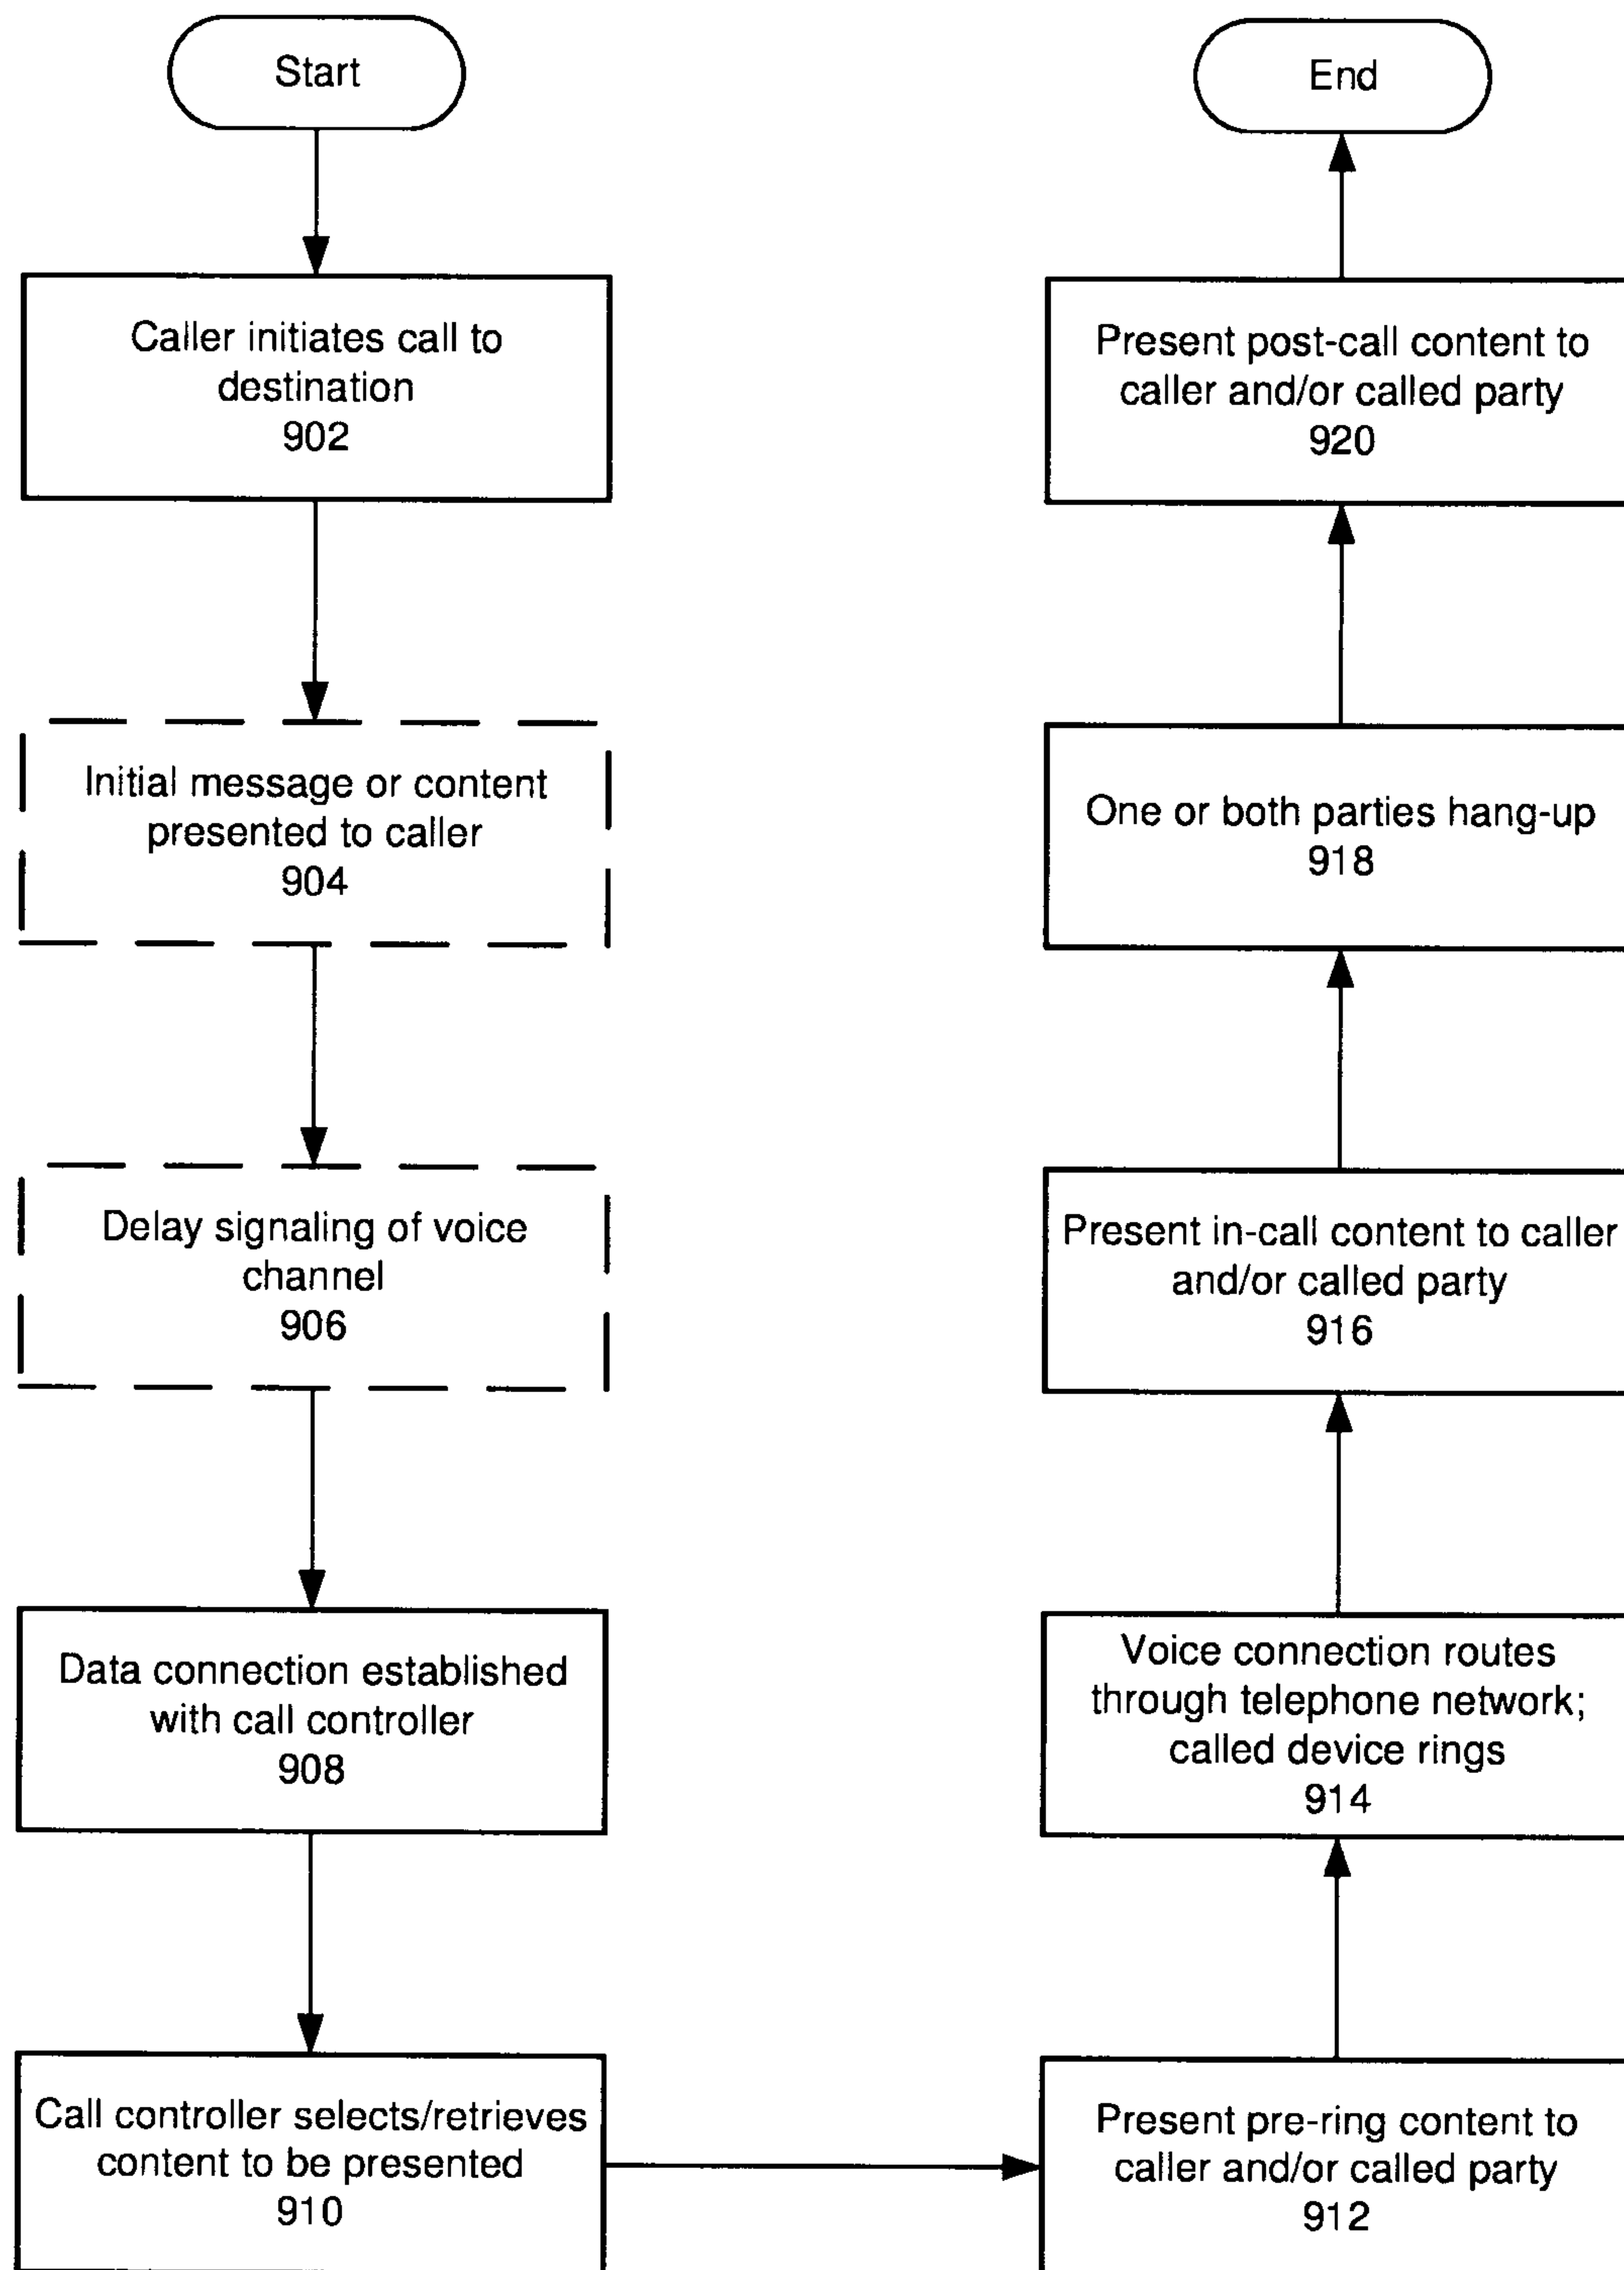 Start
Caller initiates call to
destination
902
Initial message or content
presented to caller
904
Delay signaling of voice
channel
906
Data connection established
with call controller
908
Call controller selects/retrieves
content to be presented
910
Present pre-ring content to
caller and/or called party
912
Voice connection routes
through telephone network;
called device rings
914
Present in-call content to caller
and/or called party
916
One or both parties hang-up
918
Present post-call content to
caller and/or called party
920
End